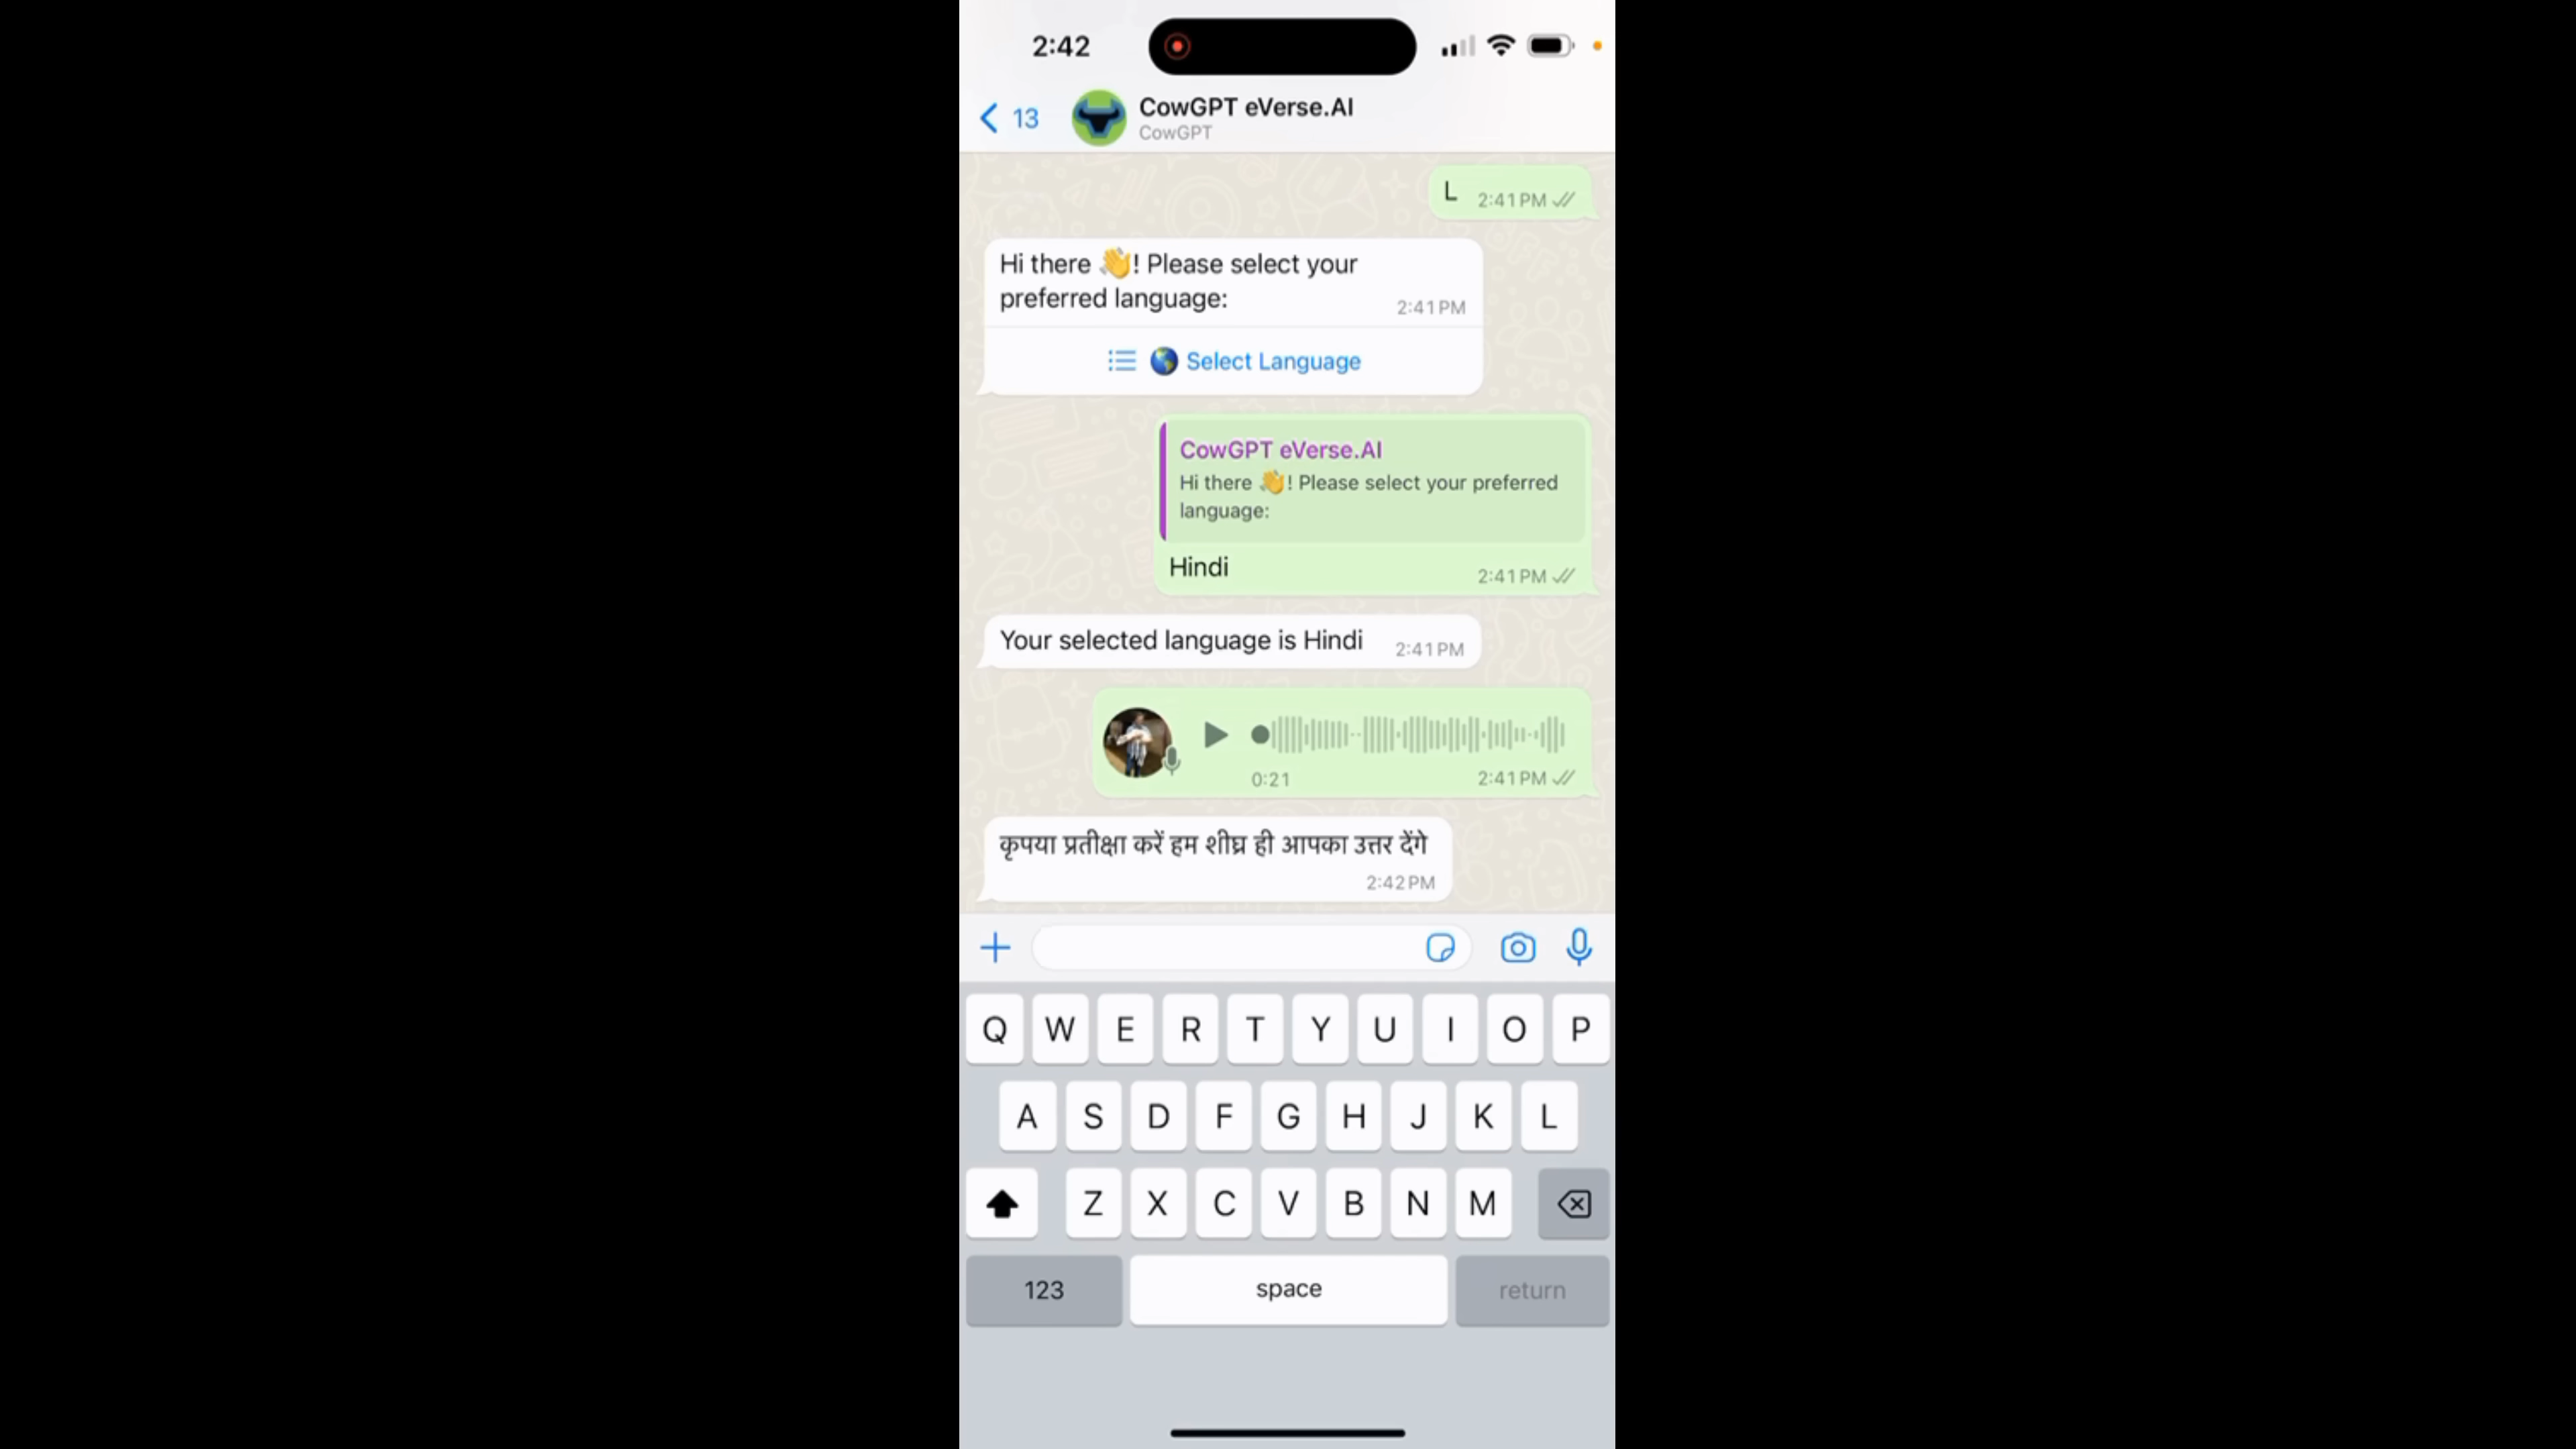 2:42
13
CowGPT eVerse.AI
CowGPT
L 2:41 PM
Hi there 👋! Please select your
preferred language: 2:41 PM
Select Language
CowGPT eVerse.AI
Hi there 👋! Please select your preferred
language:
Hindi 2:41 PM
Your selected language is Hindi 2:41 PM
0:21 2:41 PM
कृपया प्रतीक्षा करें हम शीघ्र ही आपका उत्तर देंगे
2:42 PM
Q W E R T Y U I O P
A S D F G H J K L
Z X C V B N M
123 space return